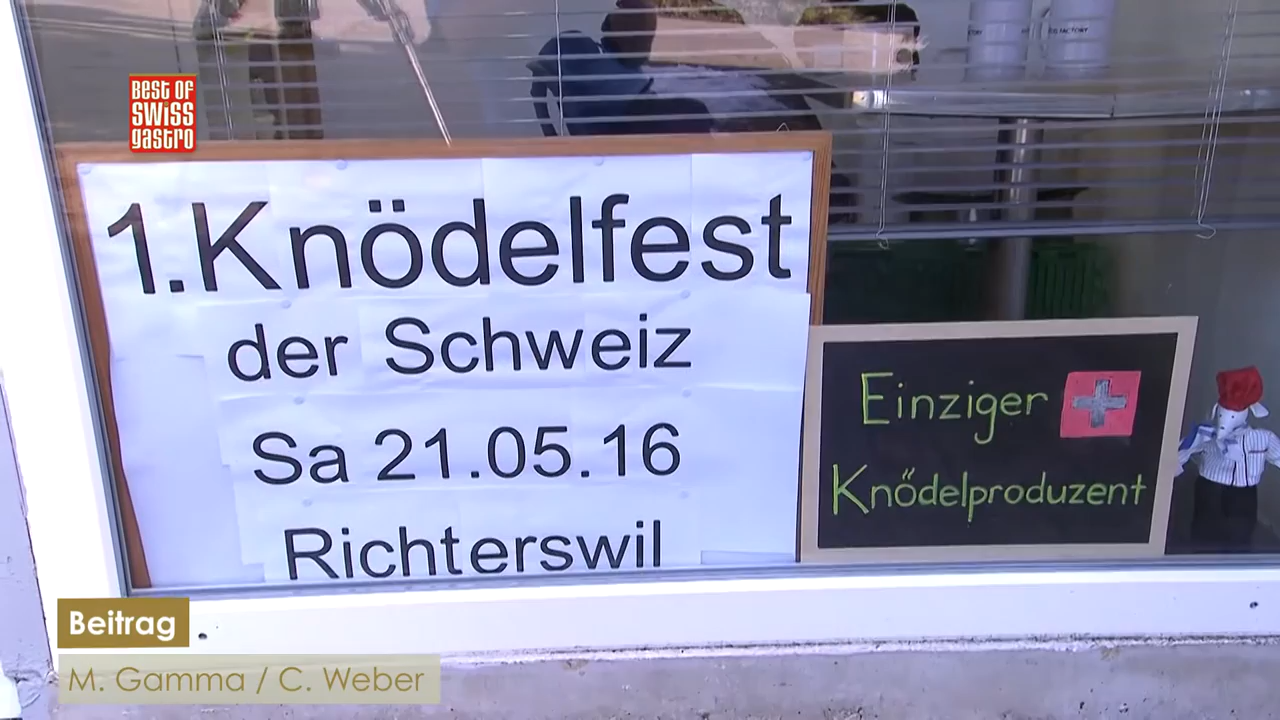 BEST OF
SWISS
gastro
1.Knödelfest
der Schweiz
Sa 21.05.16
Richterswil
Einziger
Knödelproduzent
Beitrag
M. Gamma / C. Weber